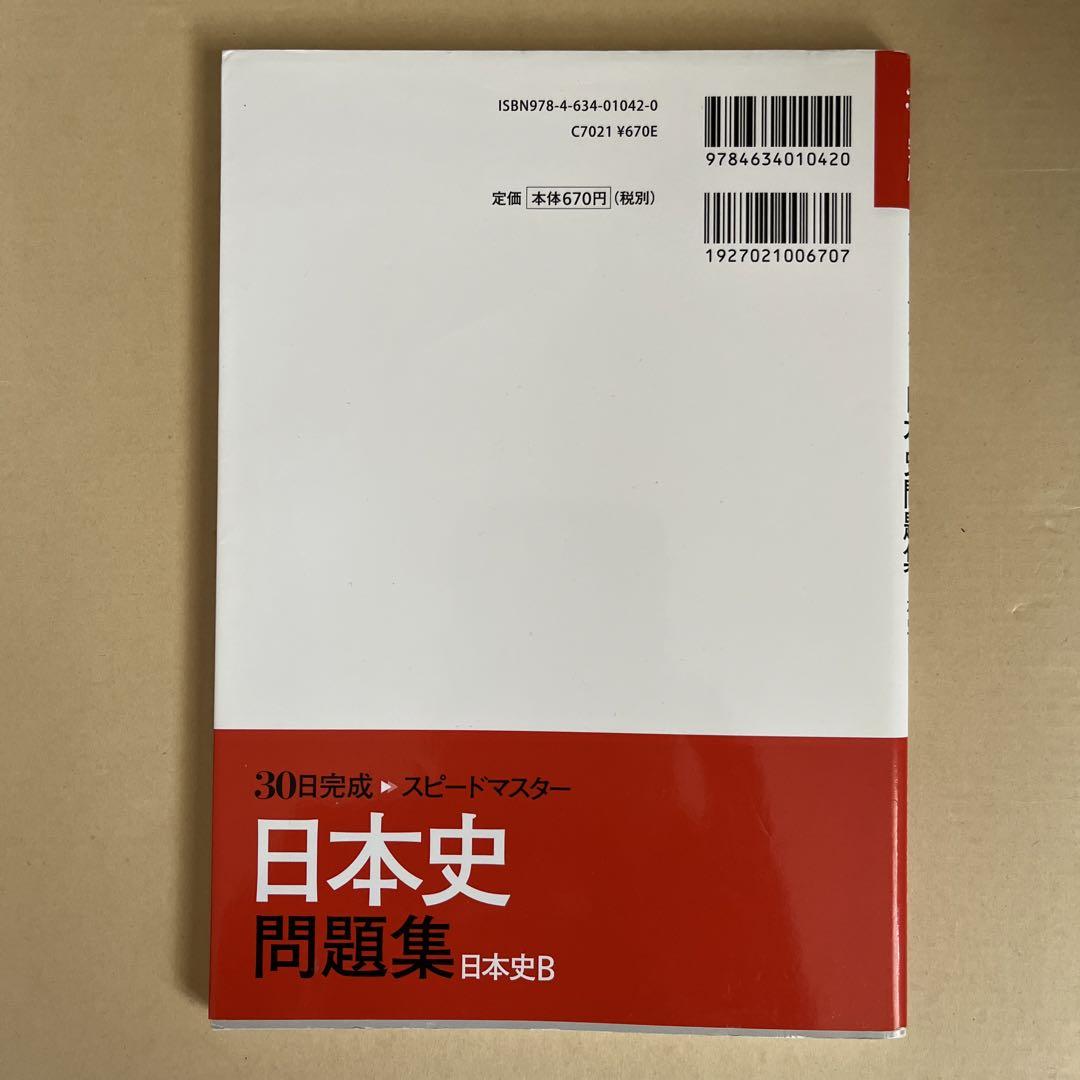 ISBN978-4-634-01042-0
C7021 ¥670E
9784634010420
定価 本体670円 (税別)
1927021006707
30日完成 ▶ スピードマスター
日本史
問題集 日本史B